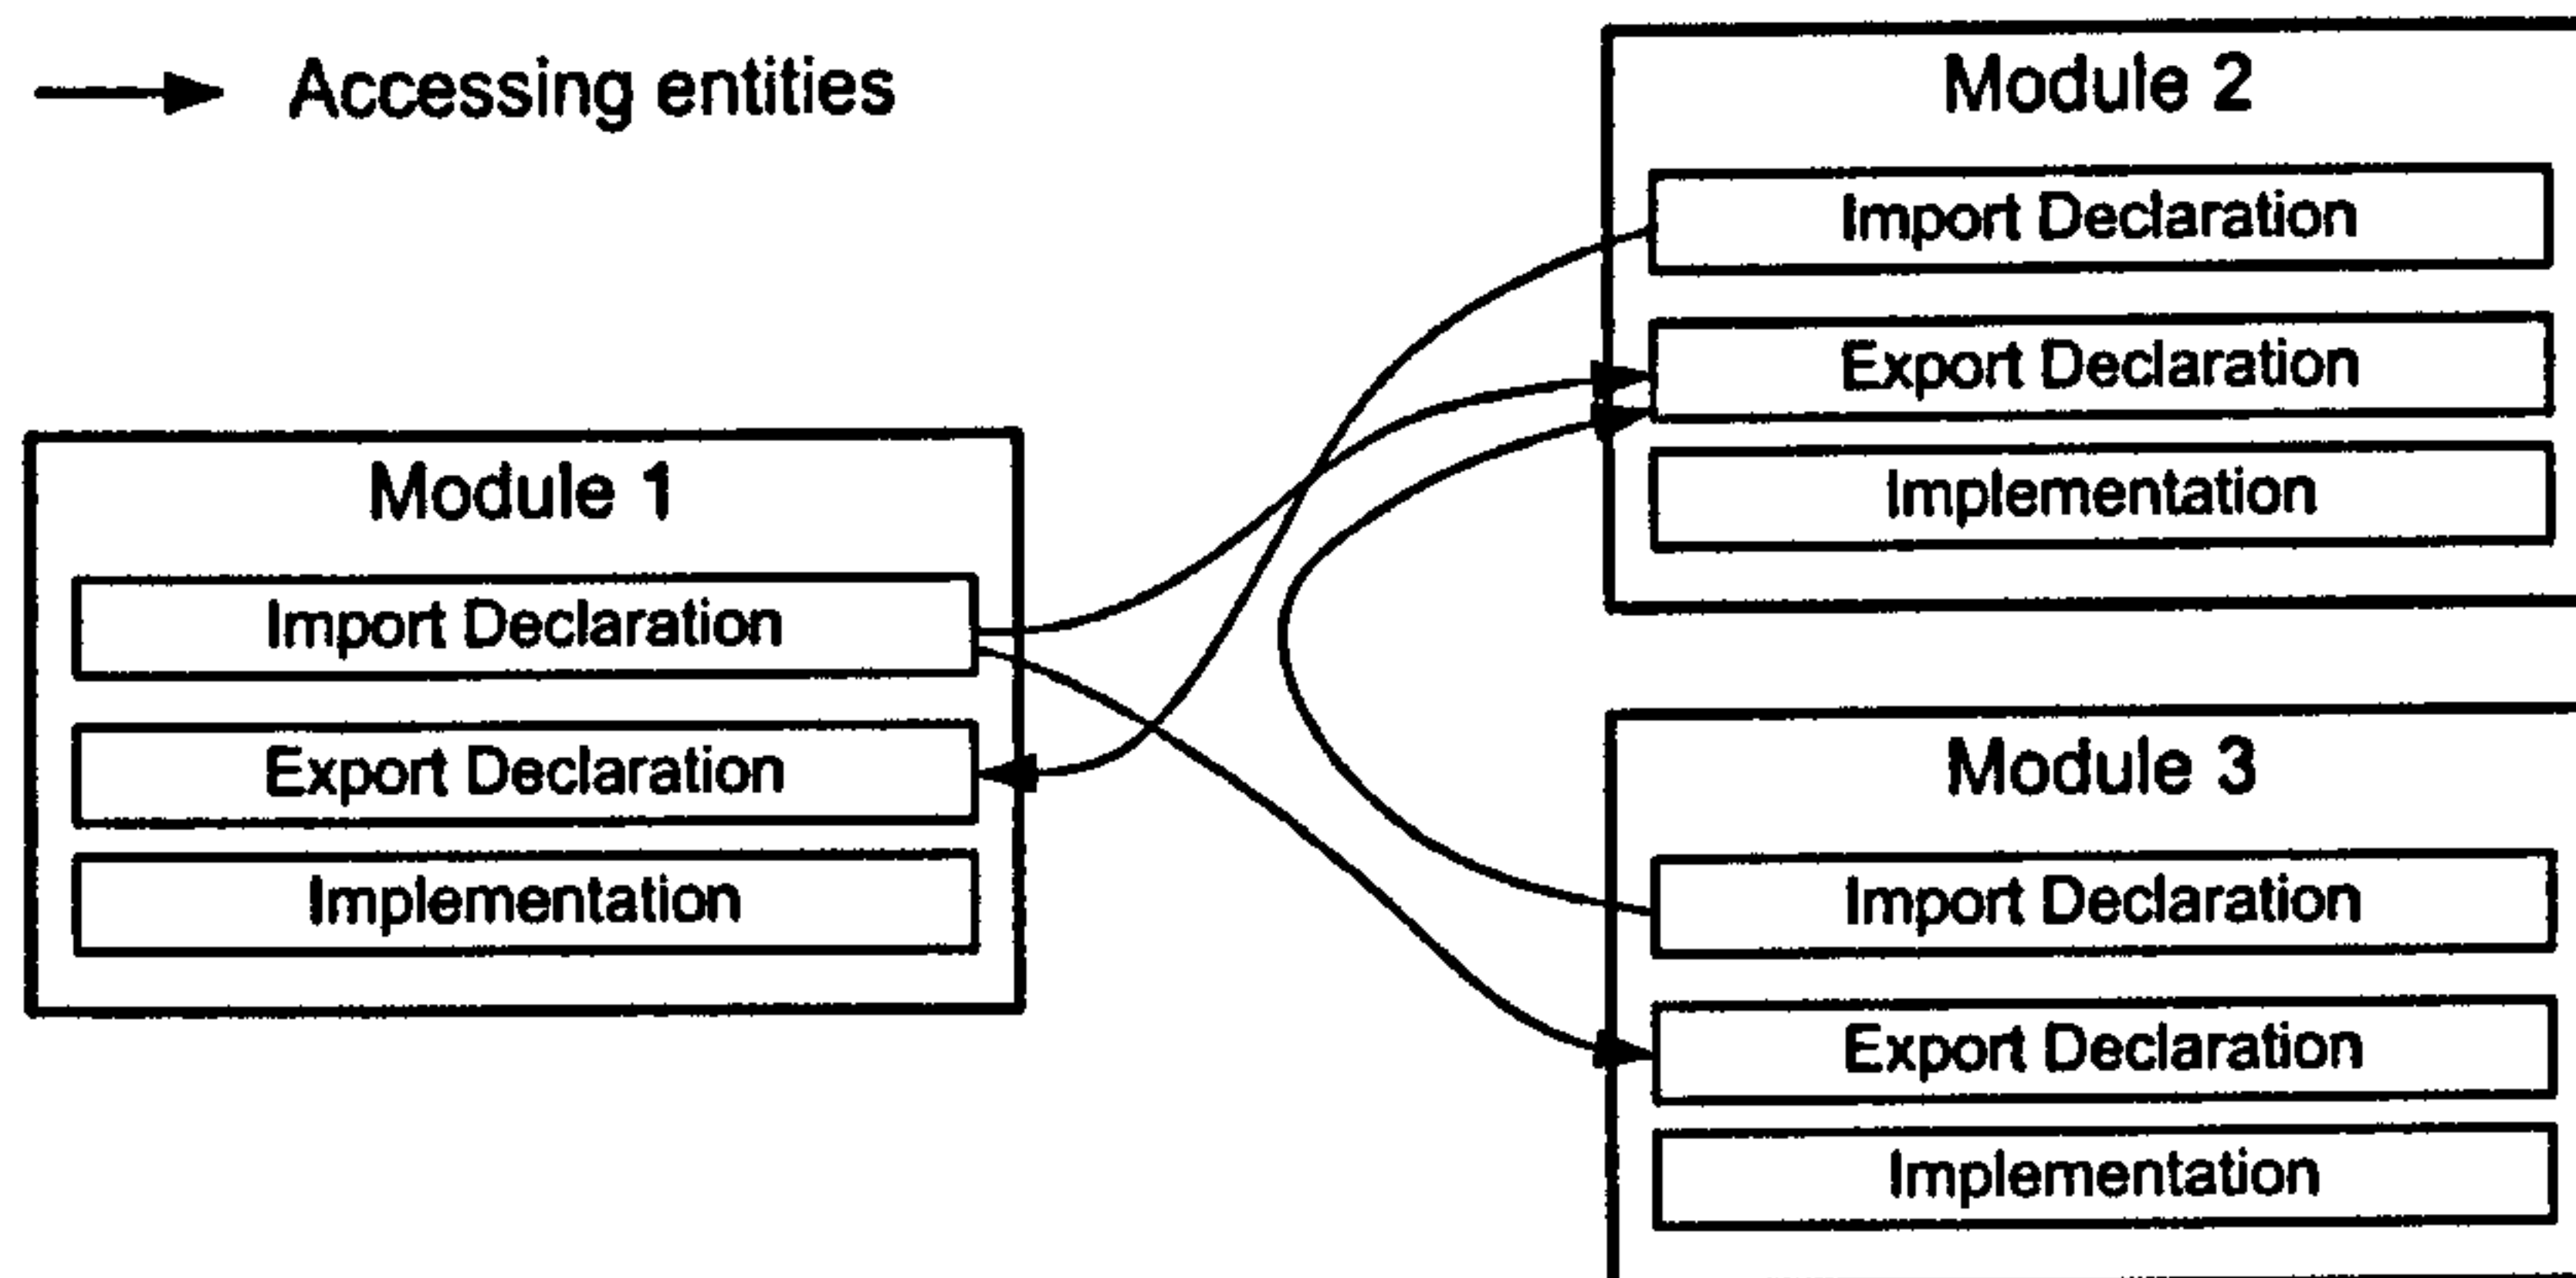 Accessing entities
Module 1
Import Declaration
Export Declaration
Implementation
Module 2
Import Declaration
Export Declaration
Implementation
Module 3
Import Declaration
Export Declaration
Implementation